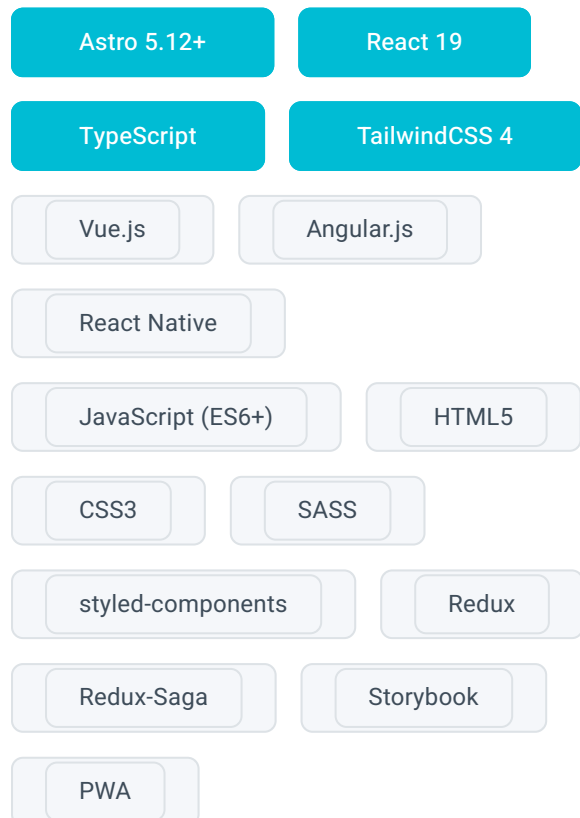 Astro 5.12+ React 19
TypeScript TailwindCSS 4
Vue.js Angular.js
React Native
JavaScript (ES6+) HTML5
CSS3 SASS
styled-components Redux
Redux-Saga Storybook
PWA